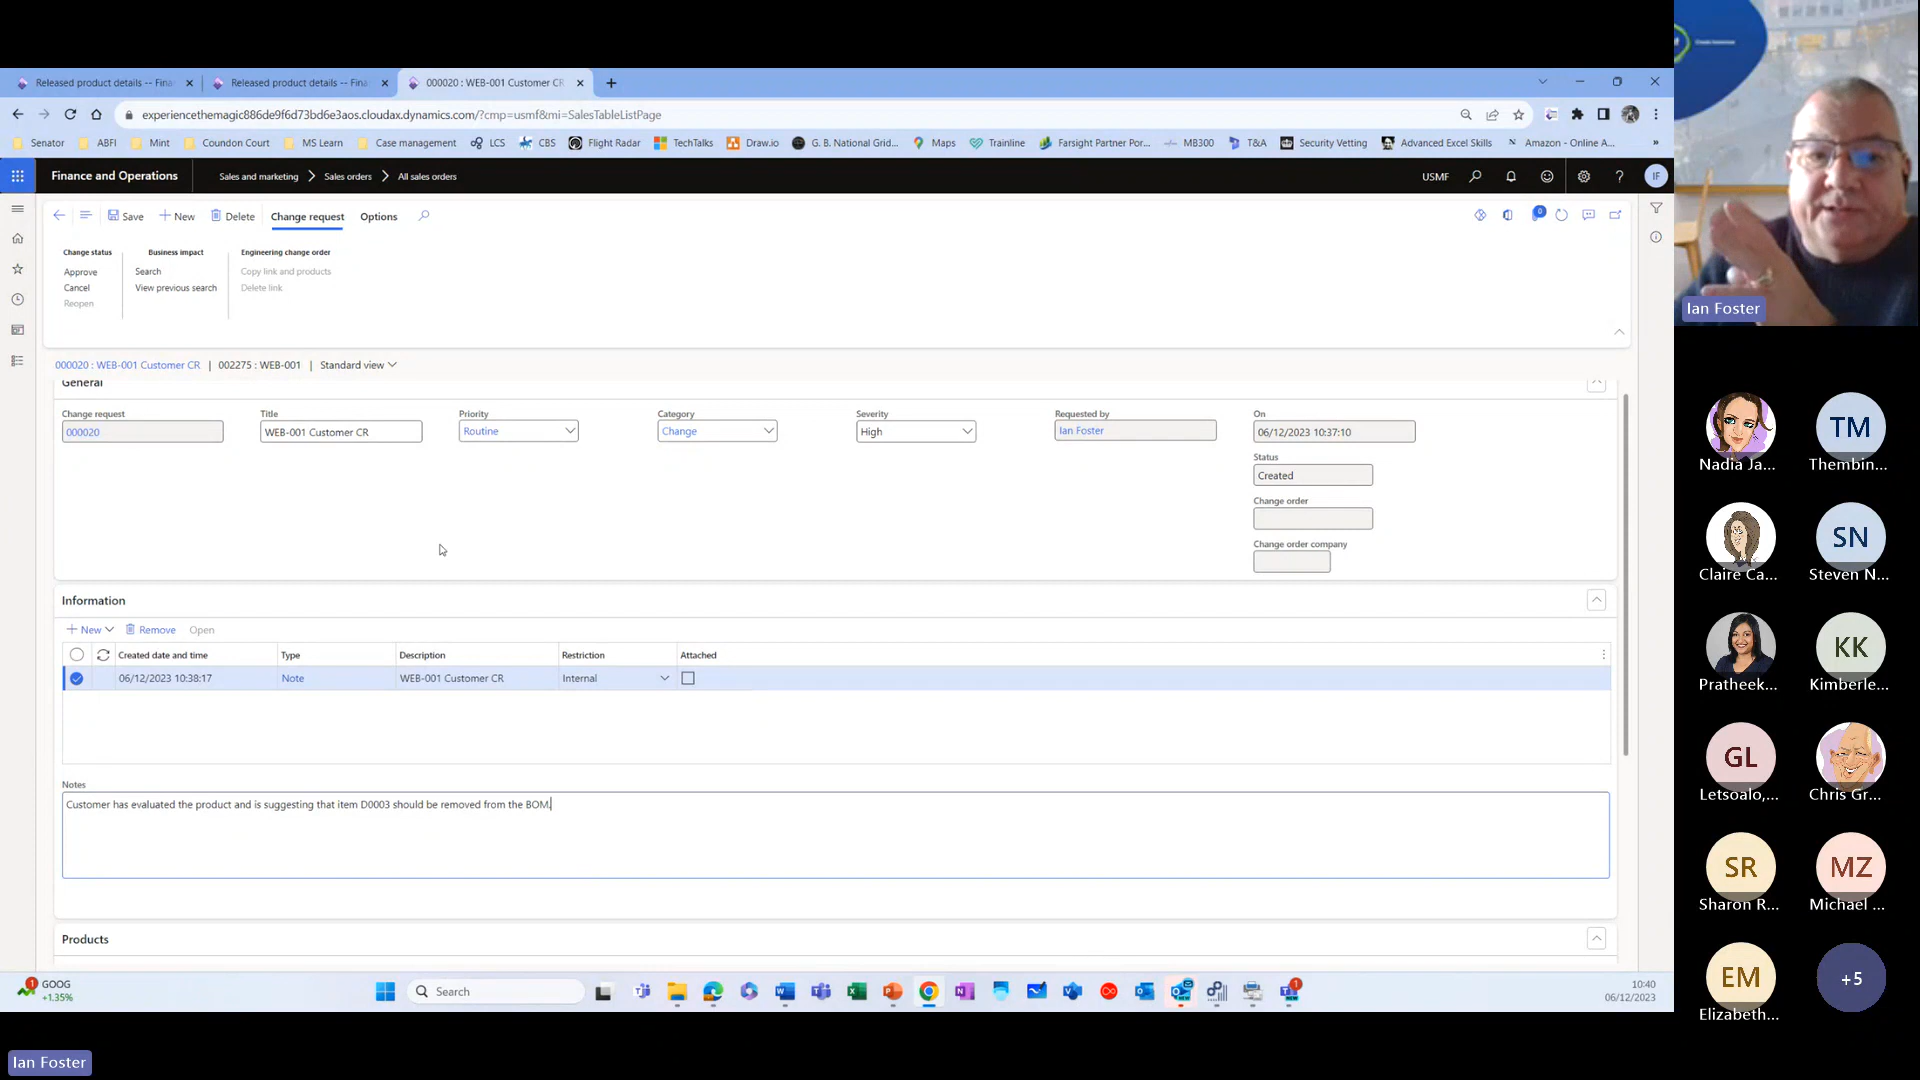 Released product details -- Fina
Released product details -- Fina
000020 : WEB-001 Customer CR
experiencethemagic886de9f6d73bd6e3aos.cloudax.dynamics.com/?cmp=usmf&mi=SalesTableListPage
Senator
ABFI
Mint
Coundon Court
MS Learn
Case management
LCS
CBS
Flight Radar
TechTalks
Draw.io
G. B. National Grid...
Maps
Trainline
Farsight Partner Por...
MB300
T&A
Security Vetting
Advanced Excel Skills
Amazon - Online A...
»
Finance and Operations
Sales and marketing
Sales orders
All sales orders
USMF
?
IF
Save
New
Delete
Change request
Options
0
Change status
Approve
Cancel
Reopen
Business impact
Search
View previous search
Engineering change order
Copy link and products
Delete link
000020 : WEB-001 Customer CR | 002275 : WEB-001 | Standard view
General
Change request
000020
Title
WEB-001 Customer CR
Priority
Routine
Category
Change
Severity
High
Requested by
Ian Foster
On
06/12/2023 10:37:10
Status
Created
Change order
Change order company
Information
New
Remove
Open
Created date and time
Type
Description
Restriction
Attached
06/12/2023 10:38:17
Note
WEB-001 Customer CR
Internal
Notes
Customer has evaluated the product and is suggesting that item D0003 should be removed from the BOM.
Products
1
GOOG
+1.35%
Search
1
10:40
06/12/2023
Ian Foster
Ian Foster
Nadia Ja...
TM
Thembin...
Claire Ca...
SN
Steven N...
Pratheek...
KK
Kimberle...
GL
Letsoalo,...
Chris Gr...
SR
Sharon R...
MZ
Michael ...
EM
Elizabeth...
+5